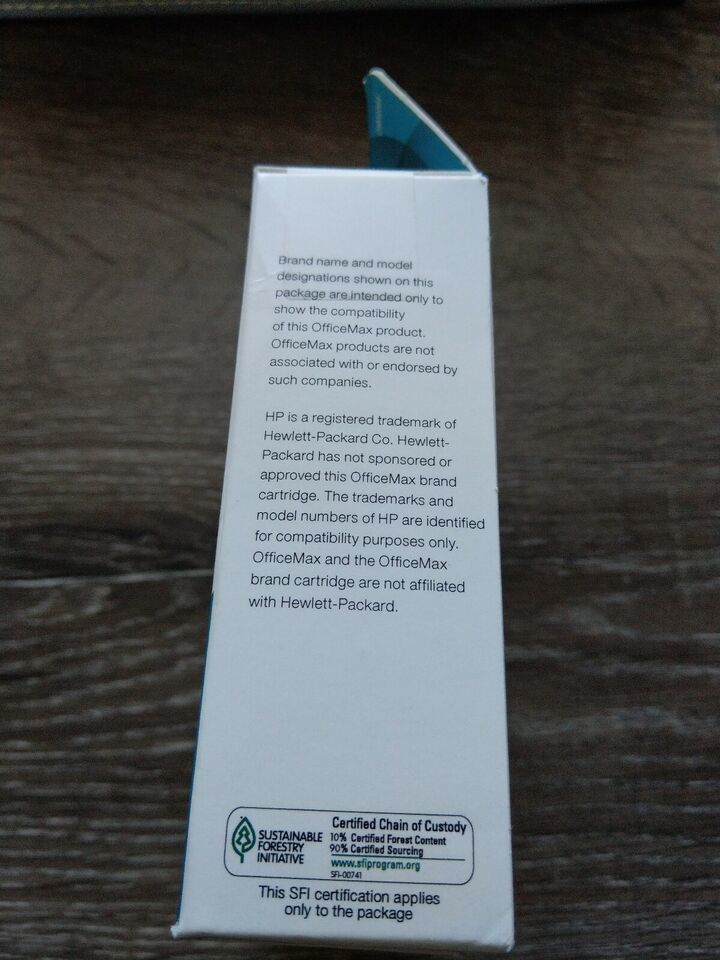 Brand name and model
designations shown on this
package are intended only to
show the compatibility
of this OfficeMax product.
OfficeMax products are not
associated with or endorsed by
such companies.
HP is a registered trademark of
Hewlett-Packard Co. Hewlett-
Packard has not sponsored or
approved this OfficeMax brand
cartridge. The trademarks and
model numbers of HP are identified
for compatibility purposes only.
OfficeMax and the OfficeMax
brand cartridge are not affiliated
with Hewlett-Packard.
SUSTAINABLE
FORESTRY
INITIATIVE
Certified Chain of Custody
10% Certified Forest Content
90% Certified Sourcing
www.sfiprogram.org
SFI-00741
This SFI certification applies
only to the package